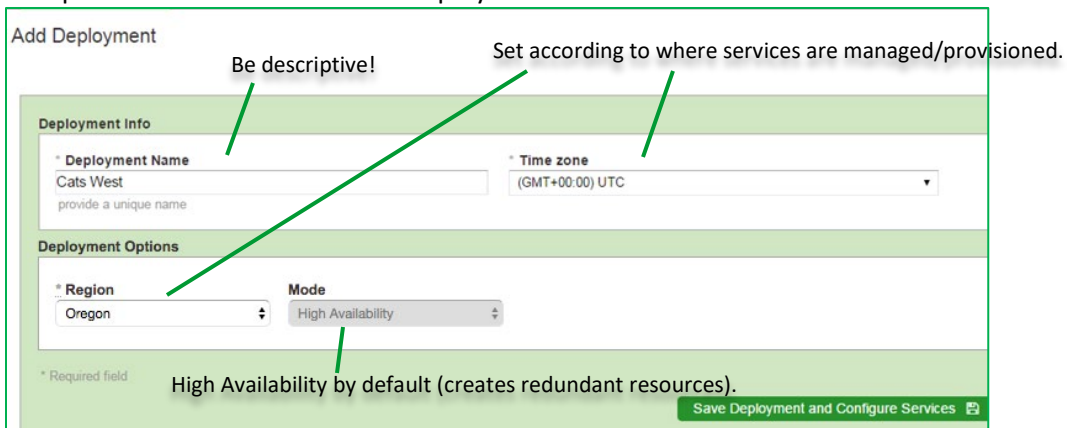 Add Deployment
Set according to where services are managed/provisioned.
Be descriptive!
Deployment Info
* Deployment Name
* Time zone
Cats West
(GMT+00:00) UTC
provide a unique name
Deployment Options
* Region
Mode
Oregon
High Availability
* Required field
High Availability by default (creates redundant resources).
Save Deployment and Configure Services